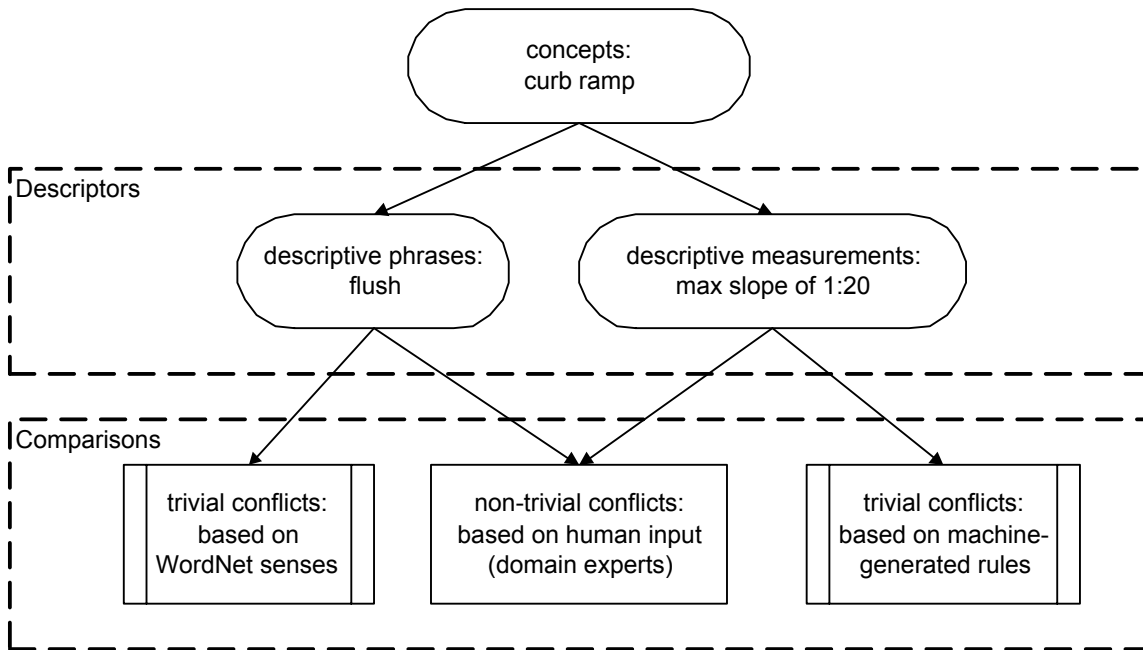 concepts:
curb ramp
Descriptors
descriptive phrases:
flush
descriptive measurements:
max slope of 1:20
Comparisons
trivial conflicts:
based on
WordNet senses
non-trivial conflicts:
based on human input
(domain experts)
trivial conflicts:
based on machine-
generated rules